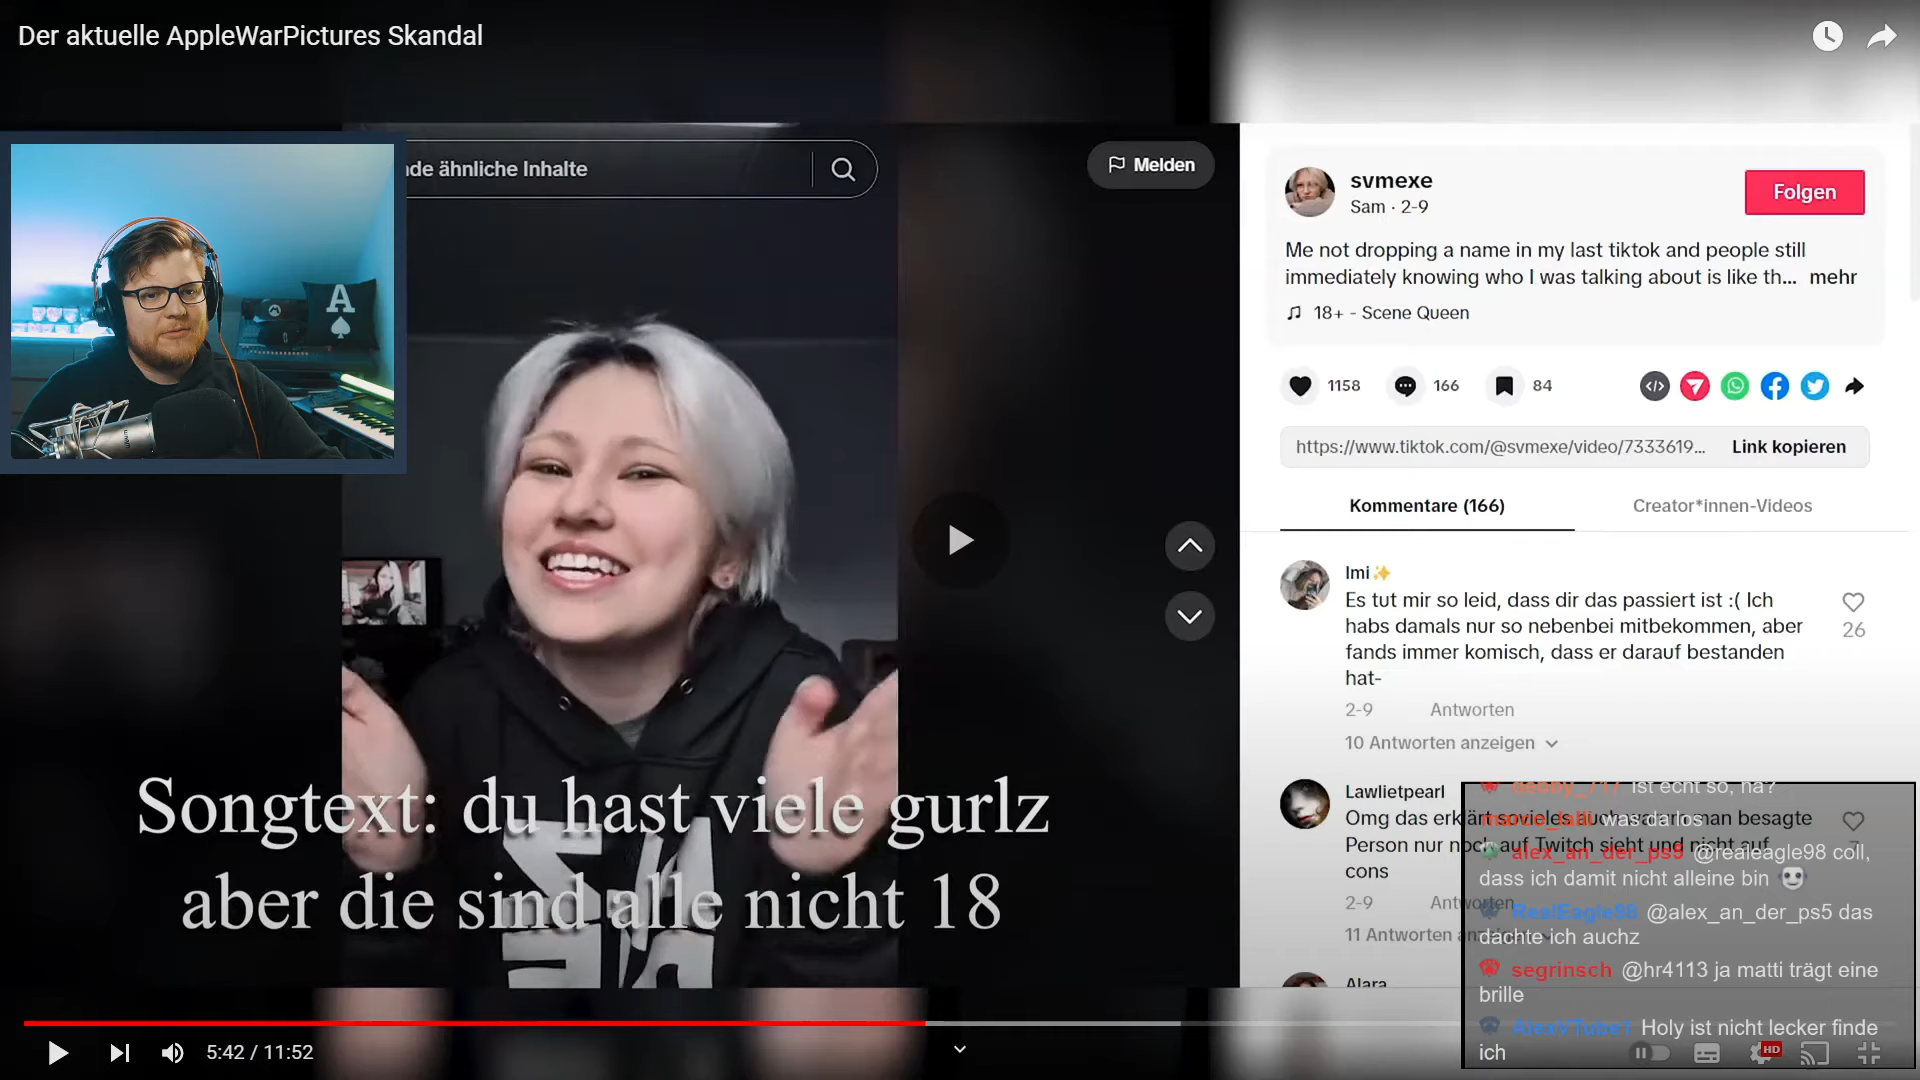 Der aktuelle AppleWarPictures Skandal
de ähnliche Inhalte
Melden
A
svmexe
Sam · 2-9
Folgen
Me not dropping a name in my last tiktok and people still
immediately knowing who I was talking about is like th... mehr
18+ - Scene Queen
1158
166
84
https://www.tiktok.com/@svmexe/video/7333619...
Link kopieren
Kommentare (166)
Creator*innen-Videos
Imi✨
Es tut mir so leid, dass dir das passiert ist :( Ich
habs damals nur so nebenbei mitbekommen, aber
fands immer komisch, dass er darauf bestanden
hat-
26
2-9
Antworten
10 Antworten anzeigen
Lawlietpearl
Omg das erklärt sovieles auch warum man besagte
Person nur noch auf Twitch sieht und nicht auf
cons
2-9
Antworten
11 Antworten anzeigen
Alara
Songtext: du hast viele gurlz
aber die sind alle nicht 18
debby_717 Ist echt so, ha?
was da los
alex_an_der_ps5 @realeagle98 coll,
dass ich damit nicht alleine bin
RealEagle98 @alex_an_der_ps5 das
dachte ich auchz
segrinsch @hr4113 ja matti trägt eine
brille
AlexVTube1 Holy ist nicht lecker finde
ich
5:42 / 11:52
HD